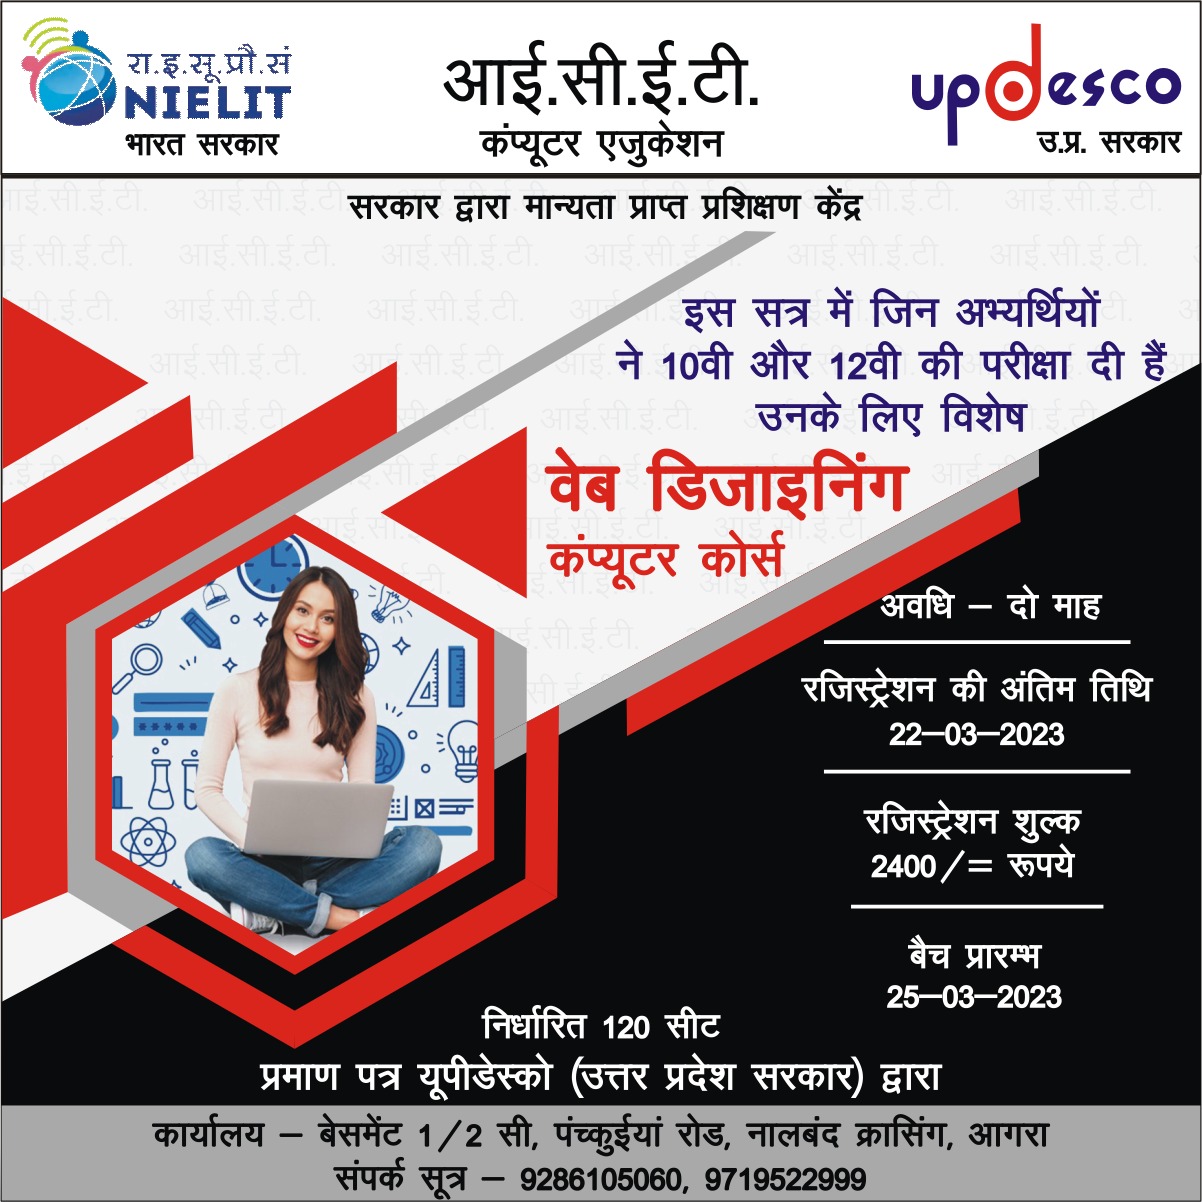 रा.इ.सू.प्रौ.सं
NIELIT
भारत सरकार
आई.सी.ई.टी.
कंप्यूटर एजुकेशन
updesco
उ.प्र. सरकार
सरकार द्वारा मान्यता प्राप्त प्रशिक्षण केंद्र
इस सत्र में जिन अभ्यर्थियों
ने 10वी और 12वी की परीक्षा दी हैं
उनके लिए विशेष
वेब डिजाइनिंग
कंप्यूटर कोर्स
अवधि – दो माह
रजिस्ट्रेशन की अंतिम तिथि
22–03–2023
रजिस्ट्रेशन शुल्क
2400/= रूपये
बैच प्रारम्भ
25–03–2023
निर्धारित 120 सीट
प्रमाण पत्र यूपीडेस्को (उत्तर प्रदेश सरकार) द्वारा
कार्यालय – बेसमेंट 1/2 सी, पंच्कुईयां रोड, नालबंद क्रासिंग, आगरा
संपर्क सूत्र – 9286105060, 9719522999